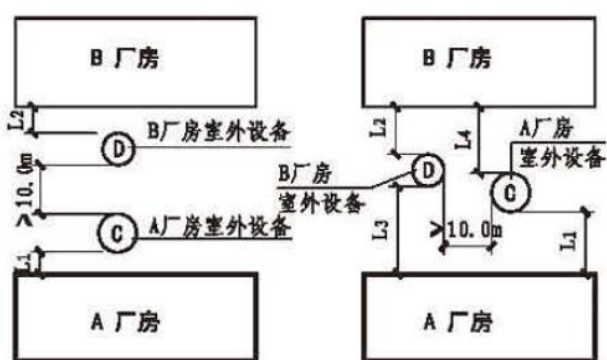 B 厂房
L2
D
B厂房室外设备
≥10.0m
C
A厂房室外设备
L1
A 厂房
B 厂房
L2
L4
A厂房
室外设备
D
B厂房
室外设备
C
L3
≥10.0m
L1
A 厂房